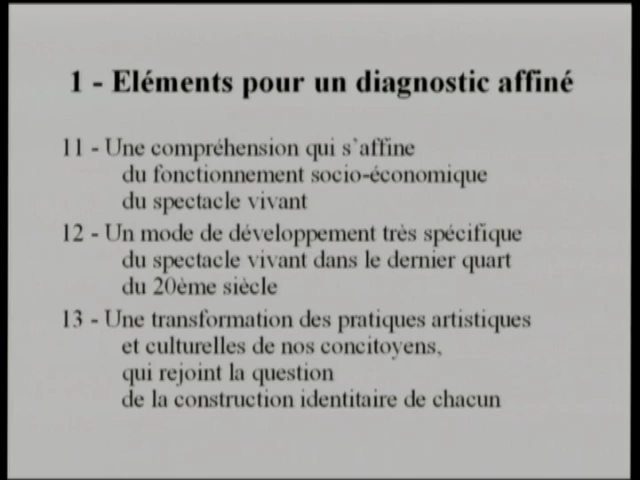 1 - Eléments pour un diagnostic affiné
11 - Une compréhension qui s'affine
du fonctionnement socio-économique
du spectacle vivant
12 - Un mode de développement très spécifique
du spectacle vivant dans le dernier quart
du 20ème siècle
13 - Une transformation des pratiques artistiques
et culturelles de nos concitoyens,
qui rejoint la question
de la construction identitaire de chacun